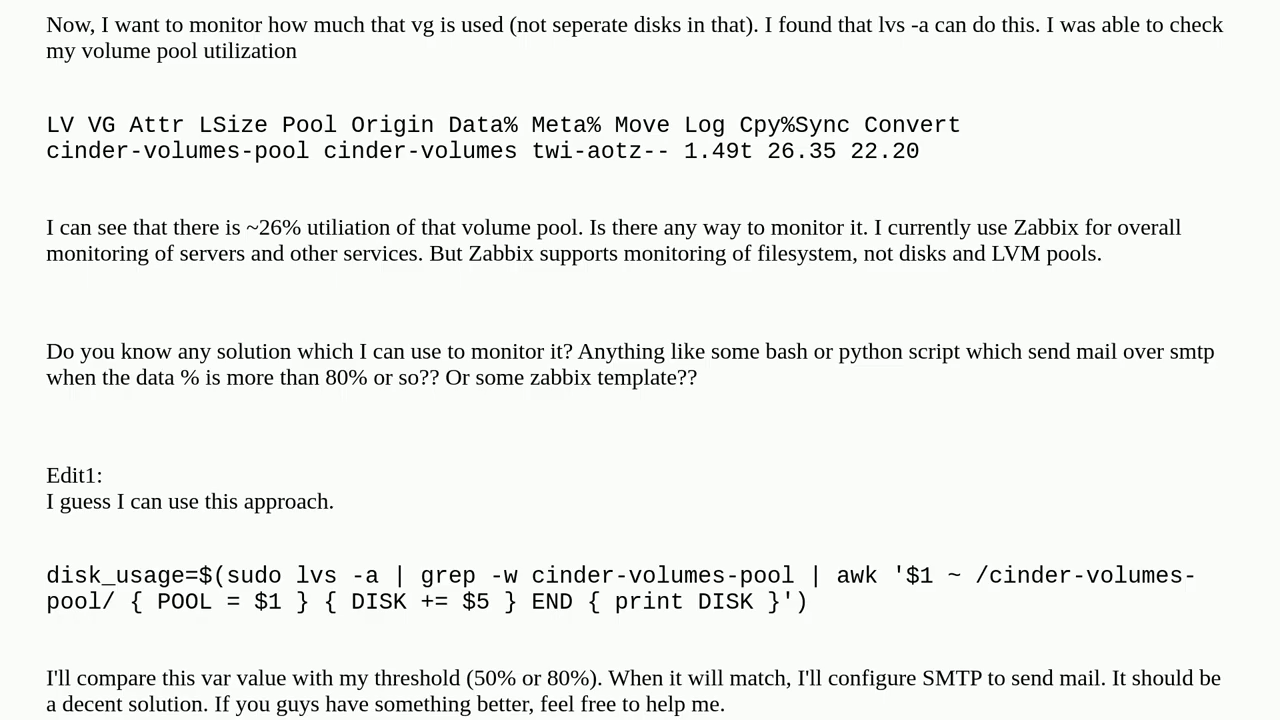 Now, I want to monitor how much that vg is used (not seperate disks in that). I found that lvs -a can do this. I was able to check
my volume pool utilization
LV VG Attr LSize Pool Origin Data% Meta% Move Log Cpy%Sync Convert
cinder-volumes-pool cinder-volumes twi-aotz-- 1.49t 26.35 22.20
I can see that there is ~26% utiliation of that volume pool. Is there any way to monitor it. I currently use Zabbix for overall
monitoring of servers and other services. But Zabbix supports monitoring of filesystem, not disks and LVM pools.
Do you know any solution which I can use to monitor it? Anything like some bash or python script which send mail over smtp
when the data % is more than 80% or so?? Or some zabbix template??
Edit1:
I guess I can use this approach.
disk_usage=$(sudo lvs -a | grep -w cinder-volumes-pool | awk '$1 ~ /cinder-volumes-
pool/ { POOL = $1 } { DISK += $5 } END { print DISK }')
I'll compare this var value with my threshold (50% or 80%). When it will match, I'll configure SMTP to send mail. It should be
a decent solution. If you guys have something better, feel free to help me.